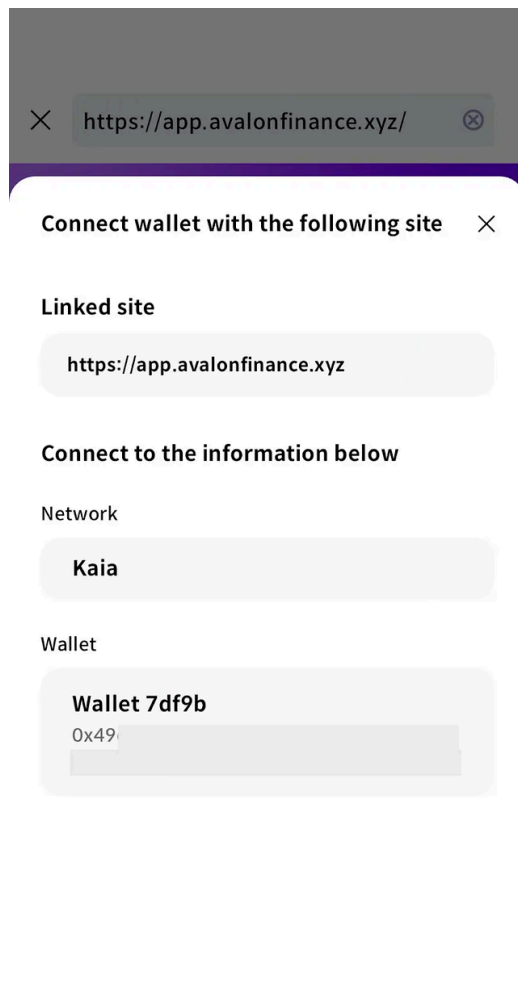 https://app.avalonfinance.xyz/
Connect wallet with the following site
Linked site
https://app.avalonfinance.xyz
Connect to the information below
Network
Kaia
Wallet
Wallet 7df9b
0x49